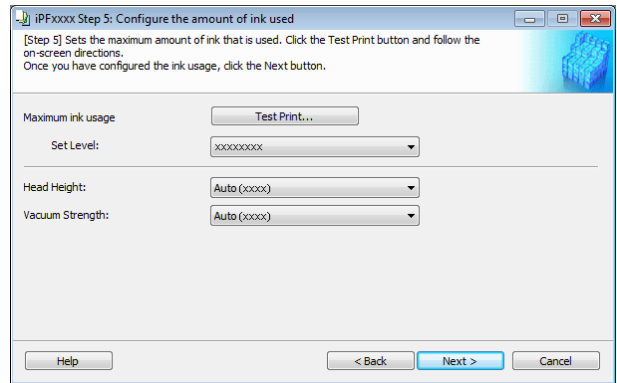 iPFxxxx Step 5: Configure the amount of ink used
[Step 5] Sets the maximum amount of ink that is used. Click the Test Print button and follow the
on-screen directions.
Once you have configured the ink usage, click the Next button.
Maximum ink usage Test Print...
Set Level: xxxxxxxx
Head Height: Auto (xxxx)
Vacuum Strength: Auto (xxxx)
Help < Back Next > Cancel